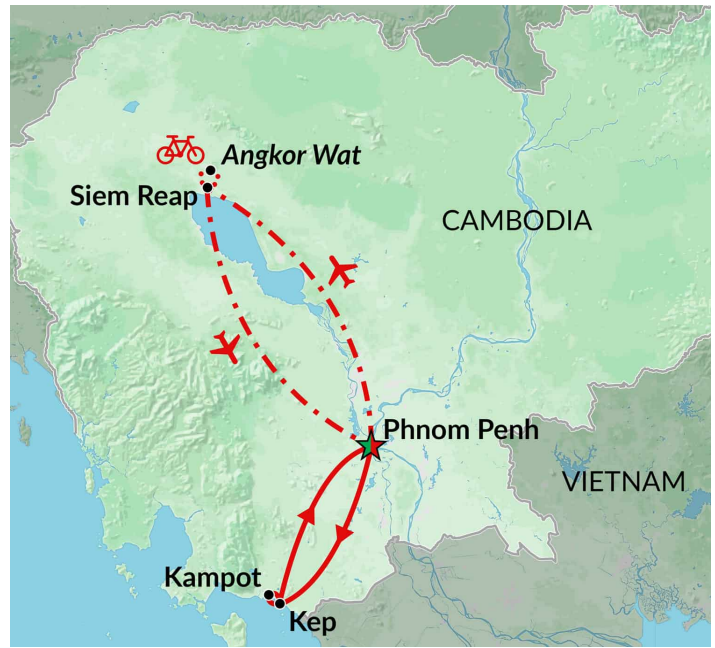 Angkor Wat
Siem Reap
CAMBODIA
Phnom Penh
VIETNAM
Kampot
Kep